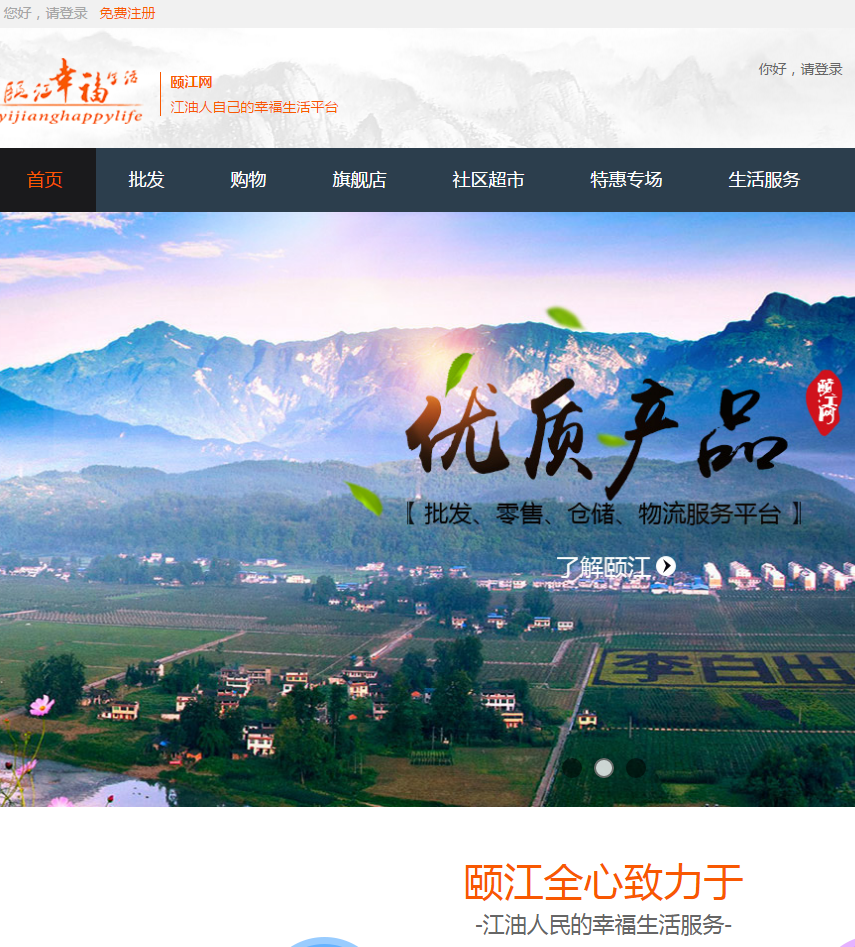 您好，请登录 免费注册
颐江幸福生活
yijianghappylife
颐江网
江油人自己的幸福生活平台
你好，请登录
首页 批发 购物 旗舰店 社区超市 特惠专场 生活服务
优质产品
颐江网
〖 批发、零售、仓储、物流服务平台 〗
了解颐江
李白出
颐江全心致力于
-江油人民的幸福生活服务-